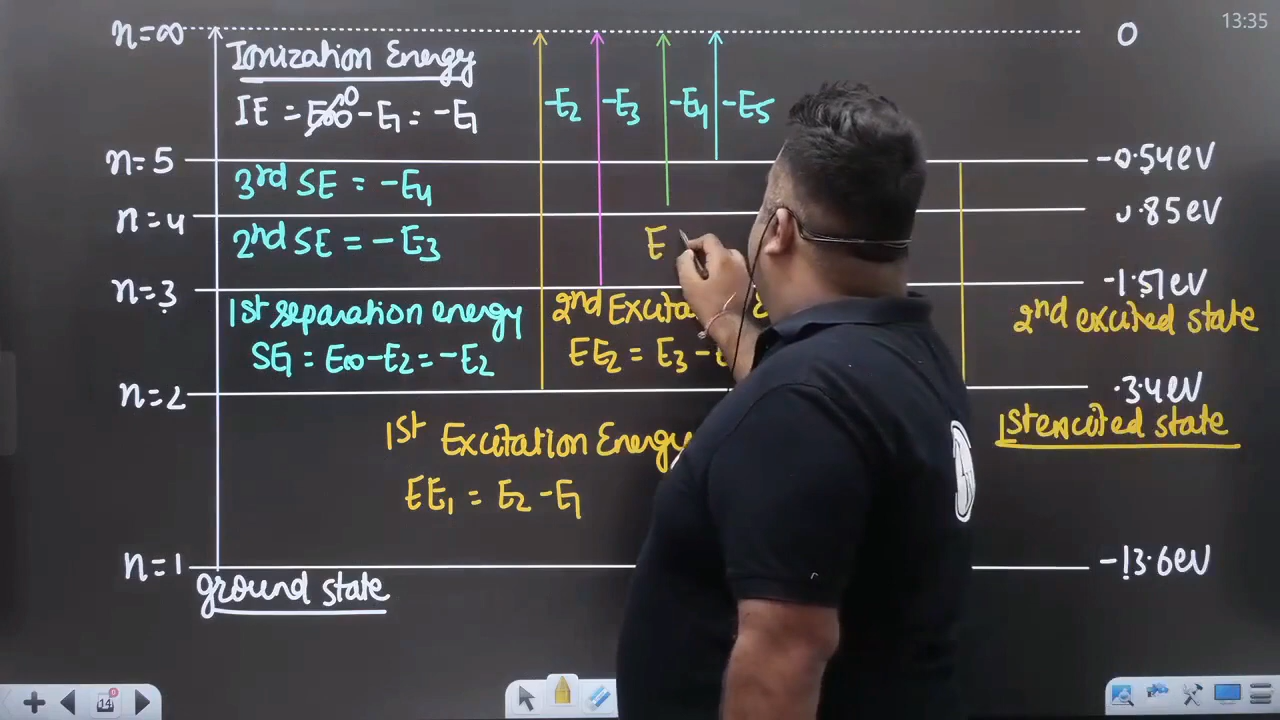 13:35
n=∞
0
Ionization Energy
IE = E∞ 0 - E1 = -E1
-E2 -E3 -E4 -E5
n=5
-0.54eV
3rd SE = -E4
n=4
0.85eV
2nd SE = -E3
E
n=3
-1.51eV
1st separation energy
2nd Excita
2nd excited state
SE1 = E∞-E2 = -E2
EE2 = E3 -
n=2
.3.4eV
1st Excitation Energy
1st excited state
EE1 = E2 - E1
n=1
-13.6eV
ground state
14